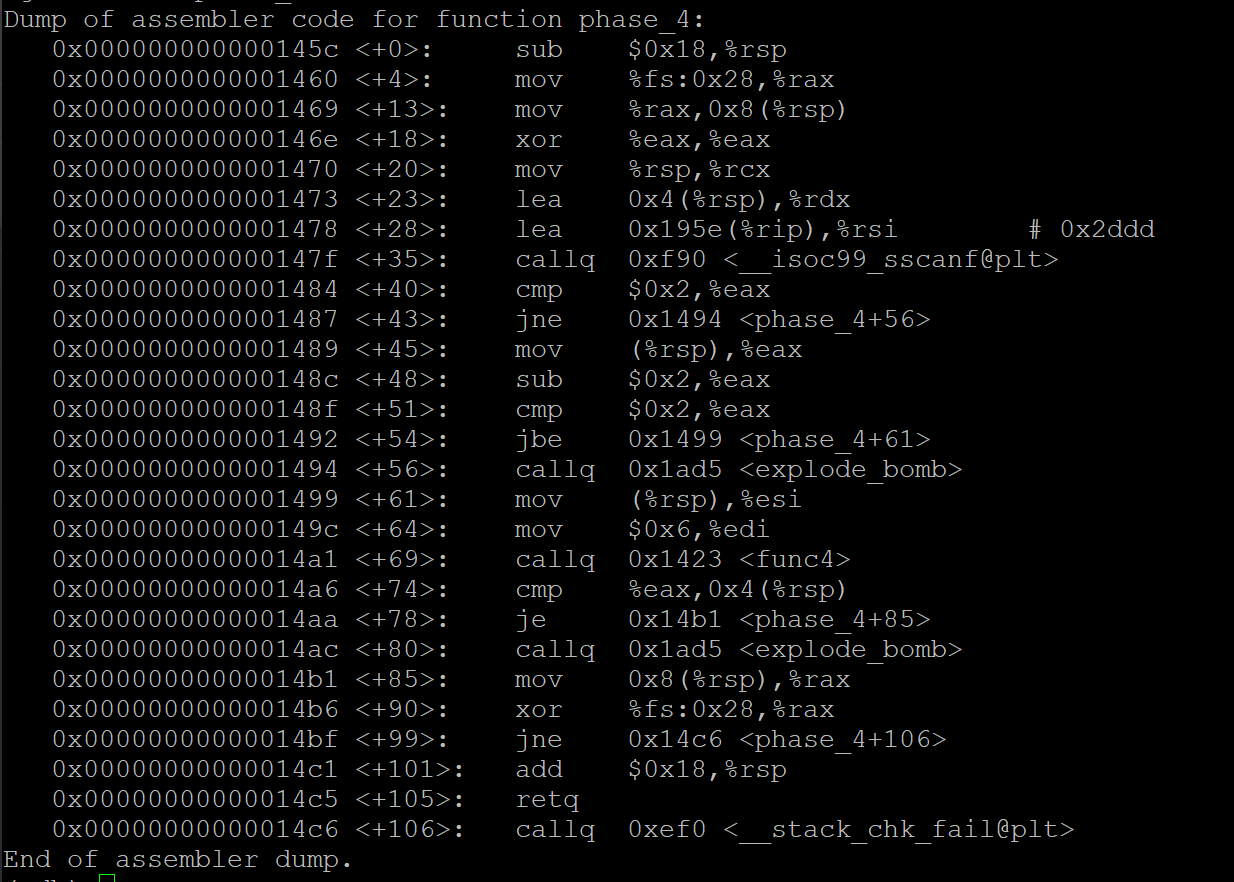 Dump of assembler code for function phase_4:
   0x000000000000145c <+0>:     sub    $0x18,%rsp
   0x0000000000001460 <+4>:     mov    %fs:0x28,%rax
   0x0000000000001469 <+13>:    mov    %rax,0x8(%rsp)
   0x000000000000146e <+18>:    xor    %eax,%eax
   0x0000000000001470 <+20>:    mov    %rsp,%rcx
   0x0000000000001473 <+23>:    lea    0x4(%rsp),%rdx
   0x0000000000001478 <+28>:    lea    0x195e(%rip),%rsi        # 0x2ddd
   0x000000000000147f <+35>:    callq  0xf90 <__isoc99_sscanf@plt>
   0x0000000000001484 <+40>:    cmp    $0x2,%eax
   0x0000000000001487 <+43>:    jne    0x1494 <phase_4+56>
   0x0000000000001489 <+45>:    mov    (%rsp),%eax
   0x000000000000148c <+48>:    sub    $0x2,%eax
   0x000000000000148f <+51>:    cmp    $0x2,%eax
   0x0000000000001492 <+54>:    jbe    0x1499 <phase_4+61>
   0x0000000000001494 <+56>:    callq  0x1ad5 <explode_bomb>
   0x0000000000001499 <+61>:    mov    (%rsp),%esi
   0x000000000000149c <+64>:    mov    $0x6,%edi
   0x00000000000014a1 <+69>:    callq  0x1423 <func4>
   0x00000000000014a6 <+74>:    cmp    %eax,0x4(%rsp)
   0x00000000000014aa <+78>:    je     0x14b1 <phase_4+85>
   0x00000000000014ac <+80>:    callq  0x1ad5 <explode_bomb>
   0x00000000000014b1 <+85>:    mov    0x8(%rsp),%rax
   0x00000000000014b6 <+90>:    xor    %fs:0x28,%rax
   0x00000000000014bf <+99>:    jne    0x14c6 <phase_4+106>
   0x00000000000014c1 <+101>:   add    $0x18,%rsp
   0x00000000000014c5 <+105>:   retq
   0x00000000000014c6 <+106>:   callq  0xef0 <__stack_chk_fail@plt>
End of assembler dump.